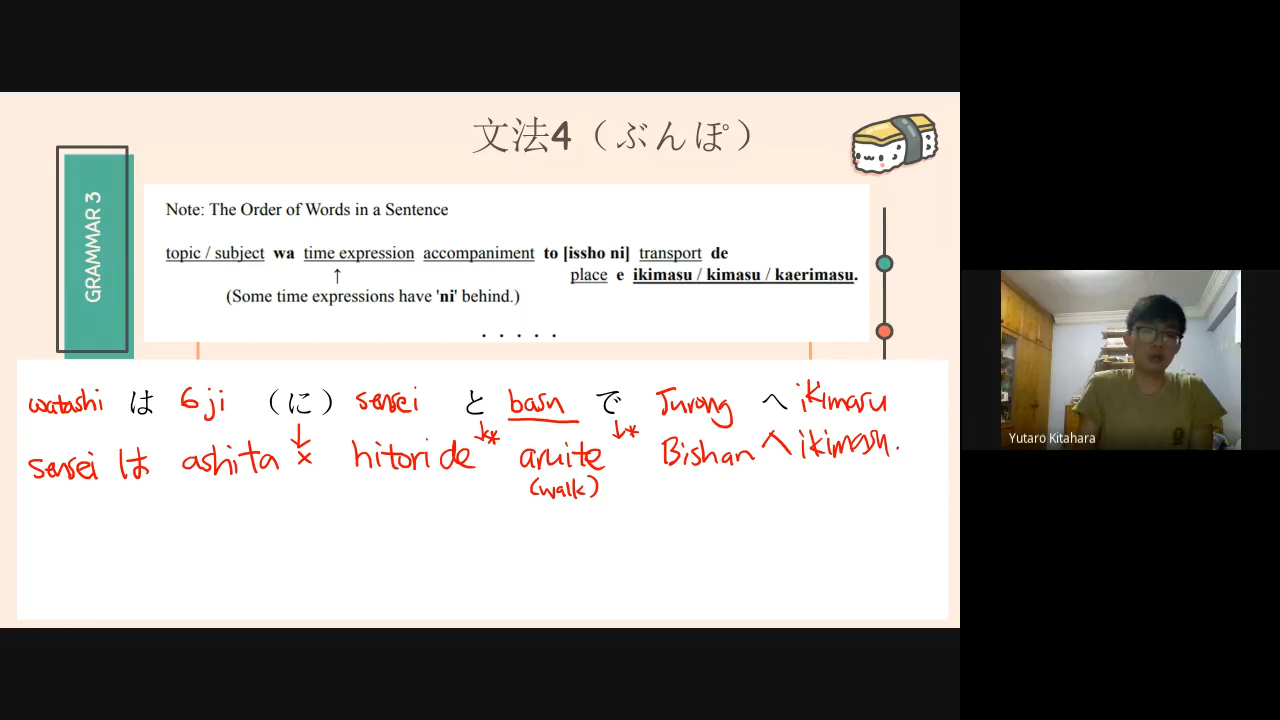 文法4（ぶんぽ）
GRAMMAR 3
Note: The Order of Words in a Sentence
topic / subject wa time expression accompaniment to [issho ni] transport de
↑ place e ikimasu / kimasu / kaerimasu.
(Some time expressions have 'ni' behind.)
. . . . .
watashi は 6ji （に） sensei と basu で Jurong へ ikimasu
↓ ↓* ↓*
sensei は ashita × hitori de aruite Bishan へ ikimasu.
(walk)
Yutaro Kitahara